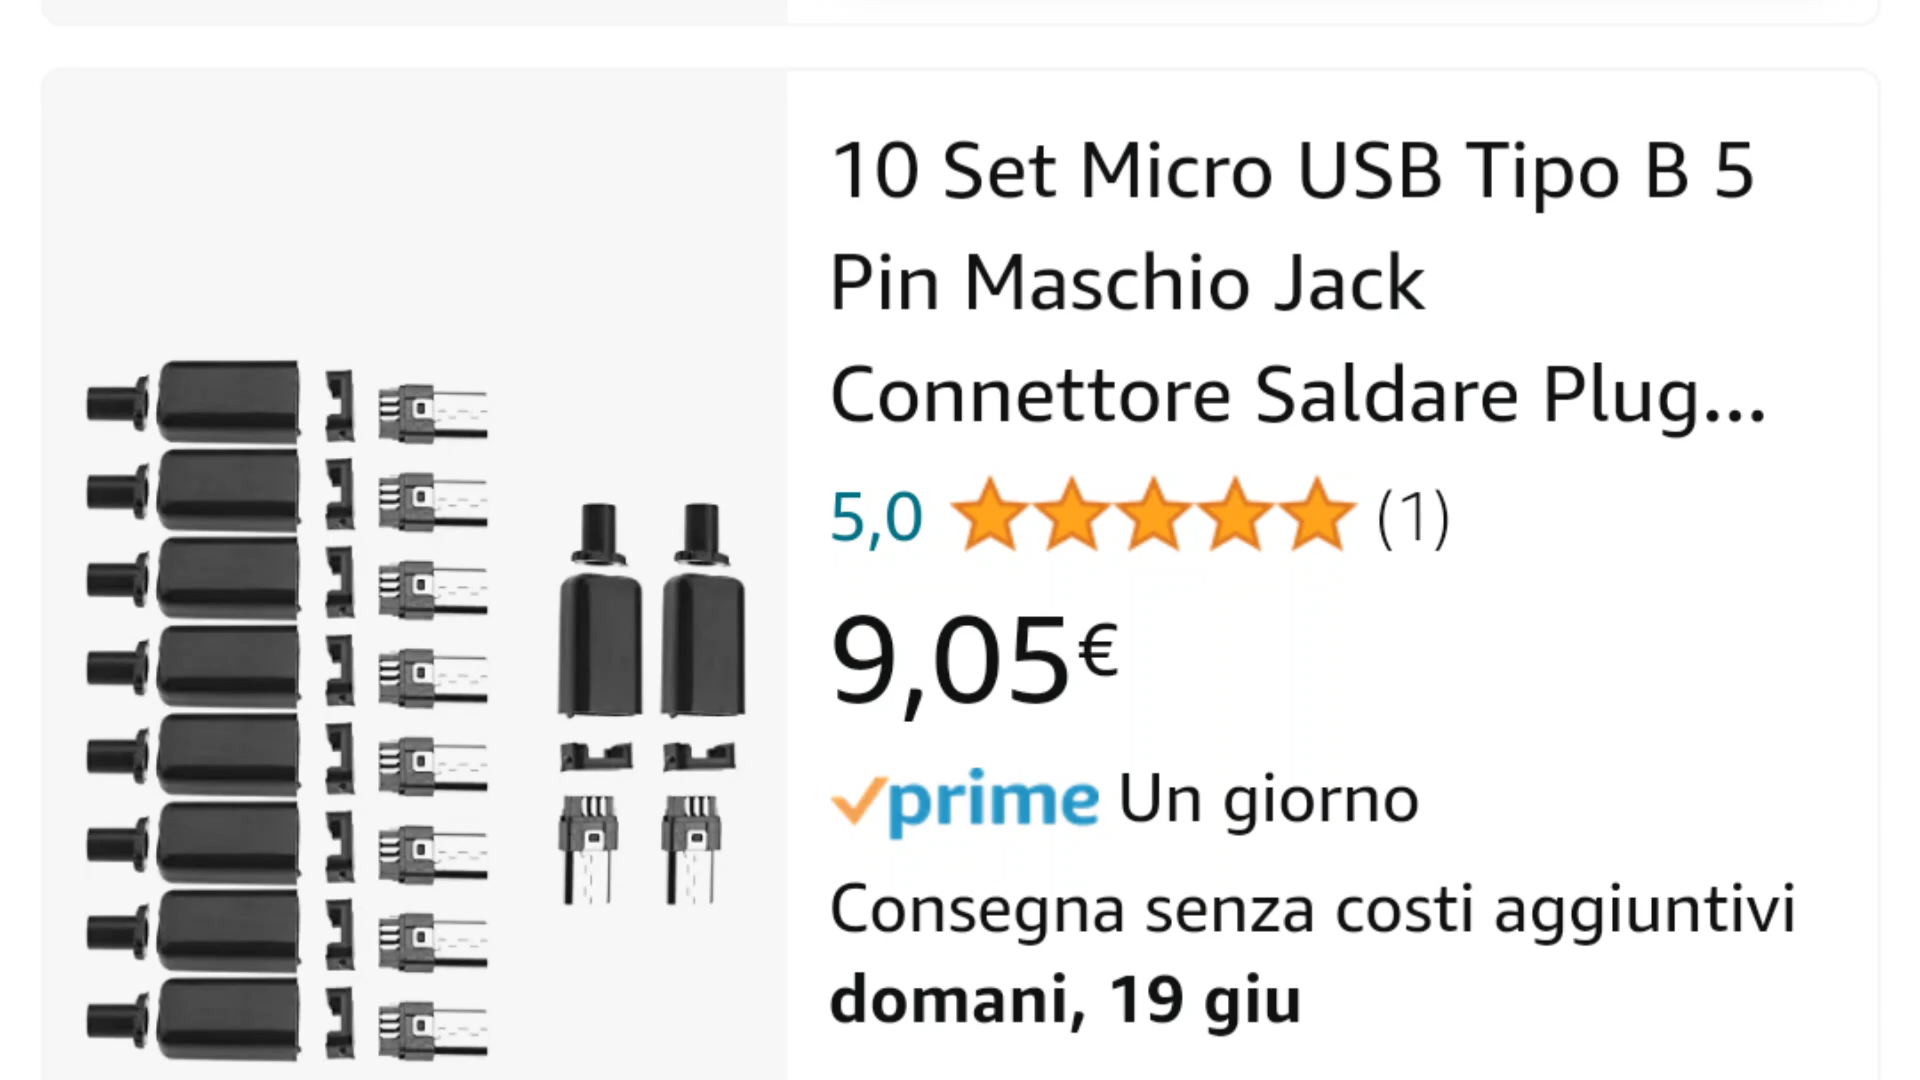 10 Set Micro USB Tipo B 5
Pin Maschio Jack
Connettore Saldare Plug...
5,0 (1)
9,05€
prime Un giorno
Consegna senza costi aggiuntivi
domani, 19 giu